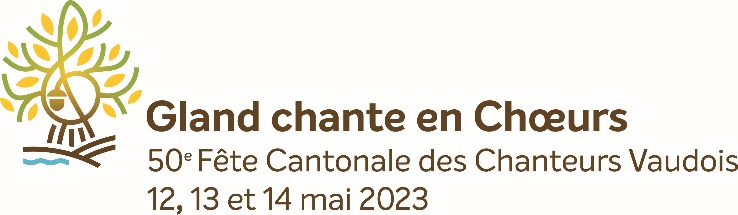 Gland chante en Chœurs
50e Fête Cantonale des Chanteurs Vaudois
12, 13 et 14 mai 2023